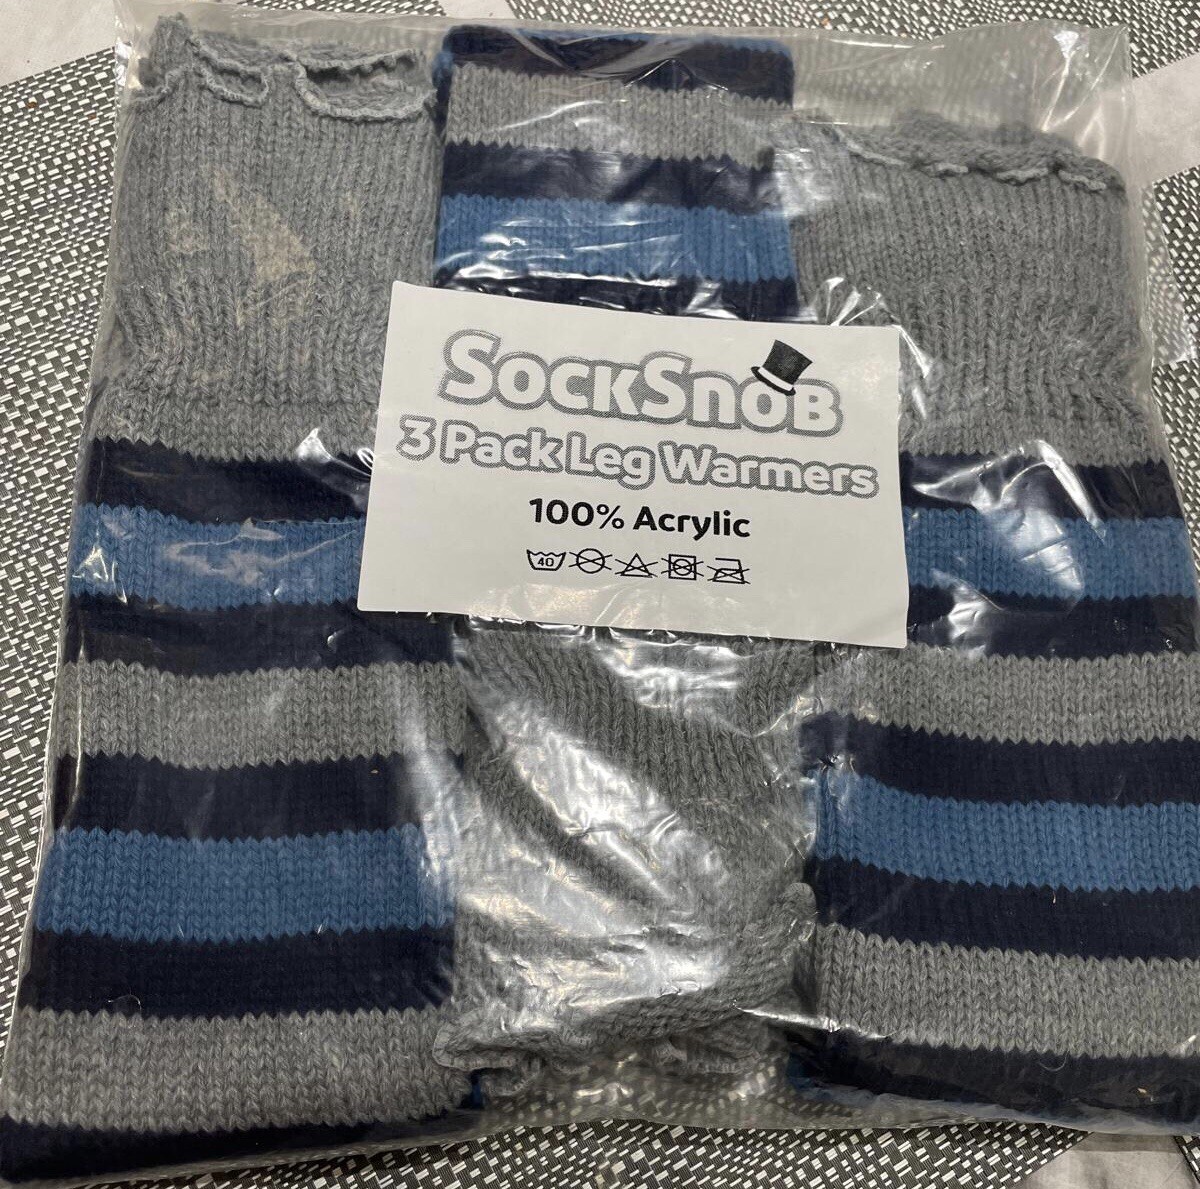 SockSnob
3 Pack Leg Warmers
100% Acrylic
40